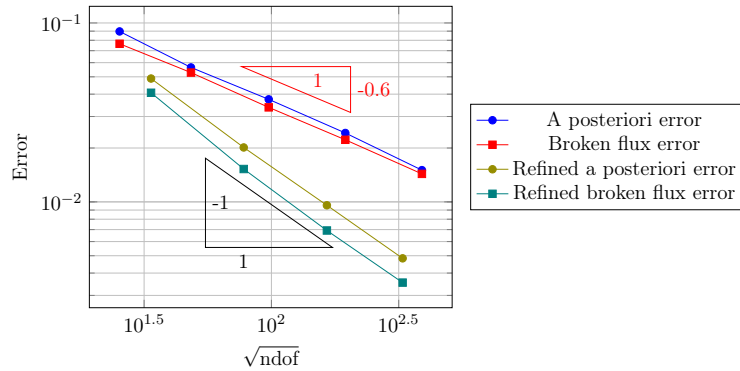 10^{-1}
10^{-2}
Error
10^{1.5}
10^{2}
10^{2.5}
√ndof
1
-0.6
-1
1
A posteriori error
Broken flux error
Refined a posteriori error
Refined broken flux error